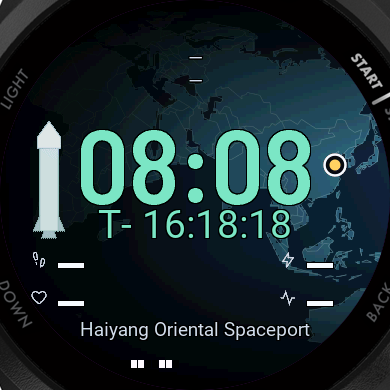 LIGHT
START
08:08
T- 16:18:18
DOWN
BACK
Haiyang Oriental Spaceport